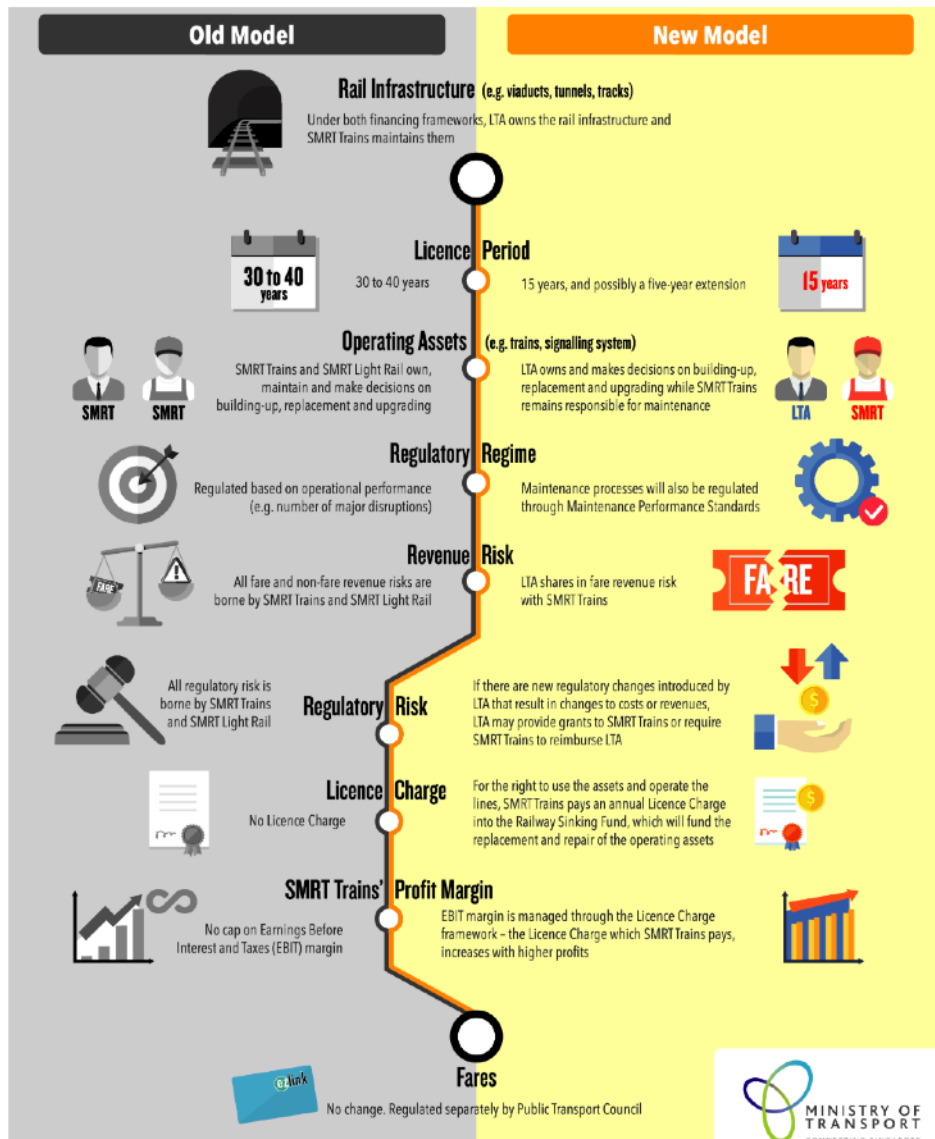 Old Model
New Model
Rail Infrastructure (e.g. viaducts, tunnels, tracks)
Under both financing frameworks, LTA owns the rail infrastructure and
SMRT Trains maintains them
Licence Period
30 to 40
years
30 to 40 years
15 years, and possibly a five-year extension
15 years
Operating Assets (e.g. trains, signalling system)
SMRT Trains and SMRT Light Rail own,
maintain and make decisions on
building-up, replacement and upgrading
SMRT
SMRT
LTA owns and makes decisions on building-up,
replacement and upgrading while SMRT Trains
remains responsible for maintenance
LTA
SMRT
Regulatory Regime
Regulated based on operational performance
(e.g. number of major disruptions)
Maintenance processes will also be regulated
through Maintenance Performance Standards
Revenue Risk
FARE
All fare and non-fare revenue risks are
borne by SMRT Trains and SMRT Light Rail
LTA shares in fare revenue risk
with SMRT Trains
FARE
Regulatory Risk
All regulatory risk is
borne by SMRT Trains
and SMRT Light Rail
If there are new regulatory changes introduced by
LTA that result in changes to costs or revenues,
LTA may provide grants to SMRT Trains or require
SMRT Trains to reimburse LTA
$
Licence Charge
No Licence Charge
For the right to use the assets and operate the
lines, SMRT Trains pays an annual Licence Charge
into the Railway Sinking Fund, which will fund the
replacement and repair of the operating assets
$
SMRT Trains' Profit Margin
No cap on Earnings Before
Interest and Taxes (EBIT) margin
EBIT margin is managed through the Licence Charge
framework – the Licence Charge which SMRT Trains pays,
increases with higher profits
Fares
ezlink
No change. Regulated separately by Public Transport Council
MINISTRY OF
TRANSPORT